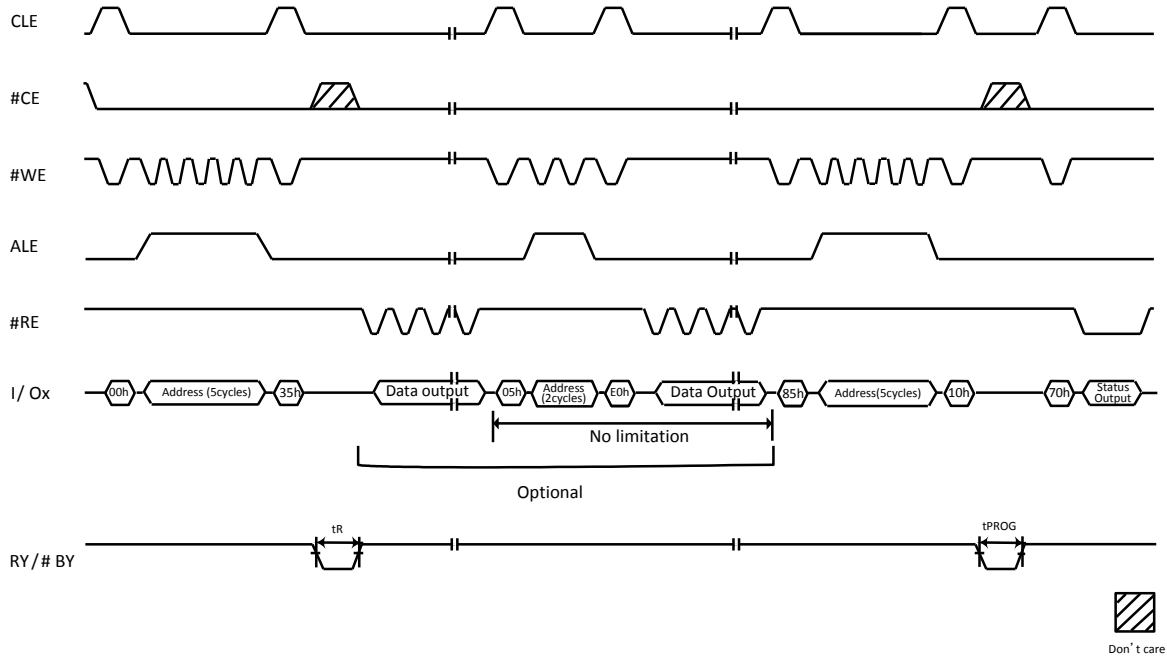 CLE
#CE
#WE
ALE
#RE
I/Ox 00h Address (5cycles) 35h Data output 05h Address (2cycles) E0h Data Output 85h Address(5cycles) 10h 70h Status Output
No limitation
Optional
tR tPROG
RY/# BY
Don't care